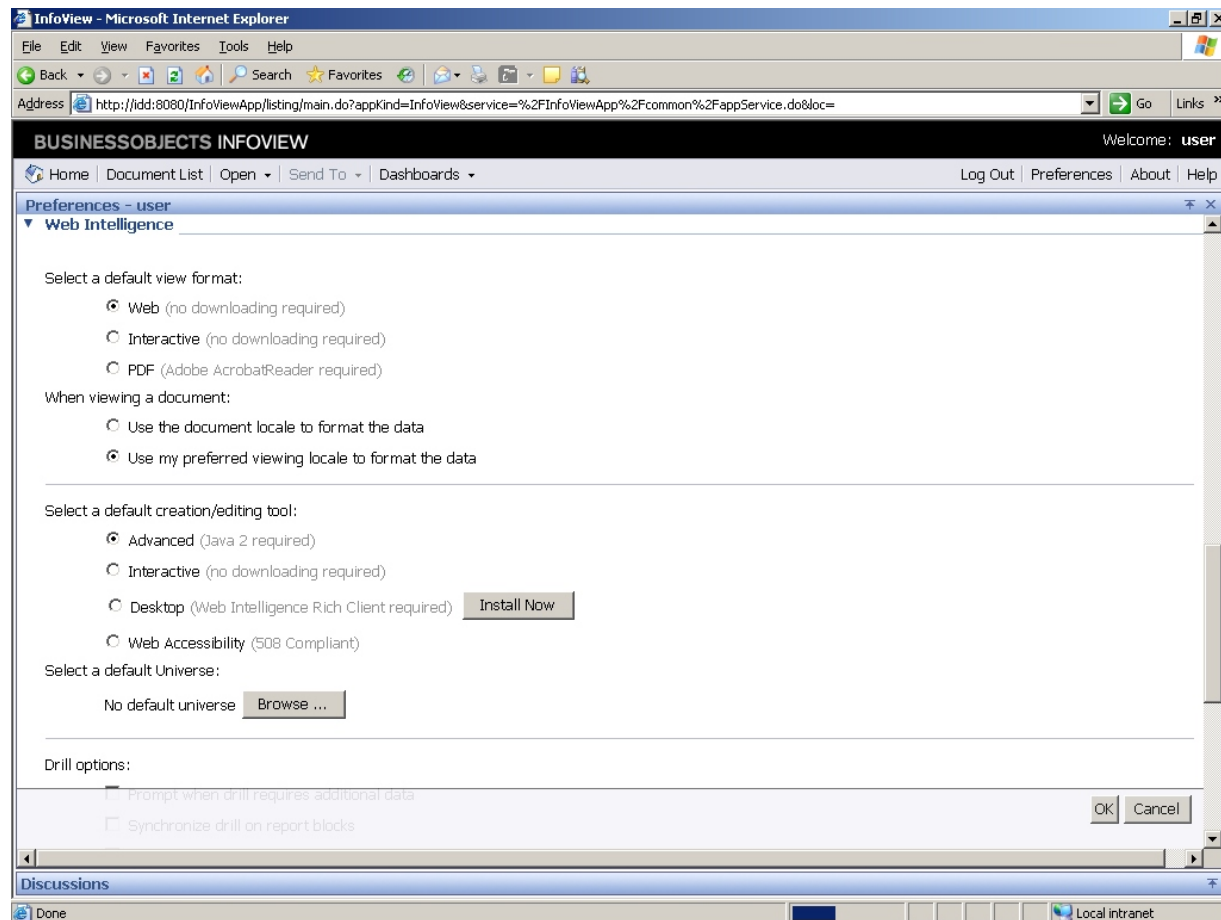 InfoView - Microsoft Internet Explorer
File Edit View Favorites Tools Help
Back Search Favorites
Address http://idd:8080/InfoViewApp/listing/main.do?appKind=InfoView&service=%2FInfoViewApp%2Fcommon%2FappService.do&loc= Go Links »
BUSINESSOBJECTS INFOVIEW Welcome: user
Home Document List Open Send To Dashboards Log Out Preferences About Help
Preferences - user
Web Intelligence
Select a default view format:
Web (no downloading required)
Interactive (no downloading required)
PDF (Adobe AcrobatReader required)
When viewing a document:
Use the document locale to format the data
Use my preferred viewing locale to format the data
Select a default creation/editing tool:
Advanced (Java 2 required)
Interactive (no downloading required)
Desktop (Web Intelligence Rich Client required) Install Now
Web Accessibility (508 Compliant)
Select a default Universe:
No default universe Browse ...
Drill options:
Prompt when drill requires additional data
OK Cancel
Synchronize drill on report blocks
Discussions
Done Local intranet